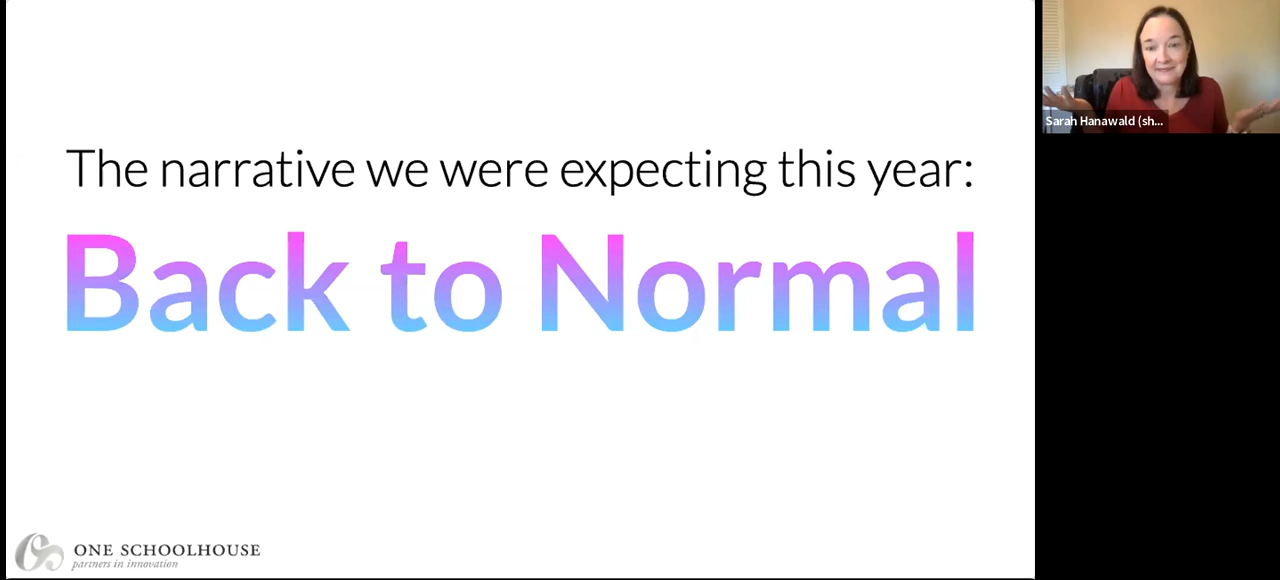 The narrative we were expecting this year:
Back to Normal
ONE SCHOOLHOUSE
partners in innovation
Sarah Hanawald (sh...